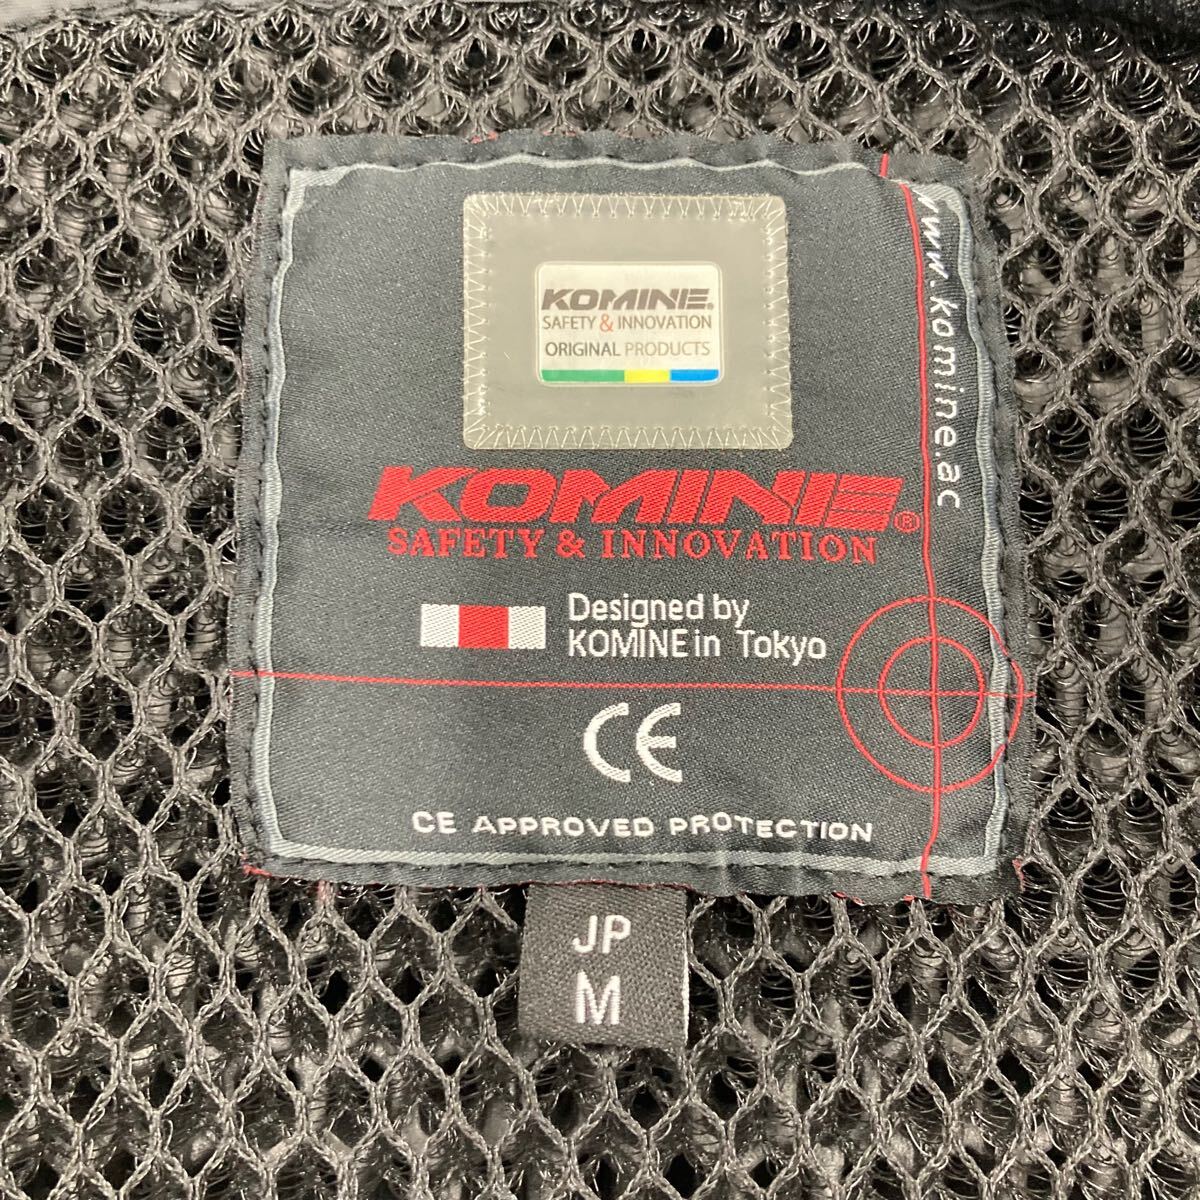 KOMINE®
SAFETY & INNOVATION
ORIGINAL PRODUCTS
www.komine.ac
KOMINE®
SAFETY & INNOVATION
Designed by
KOMINE in Tokyo
CE
CE APPROVED PROTECTION
JP
M